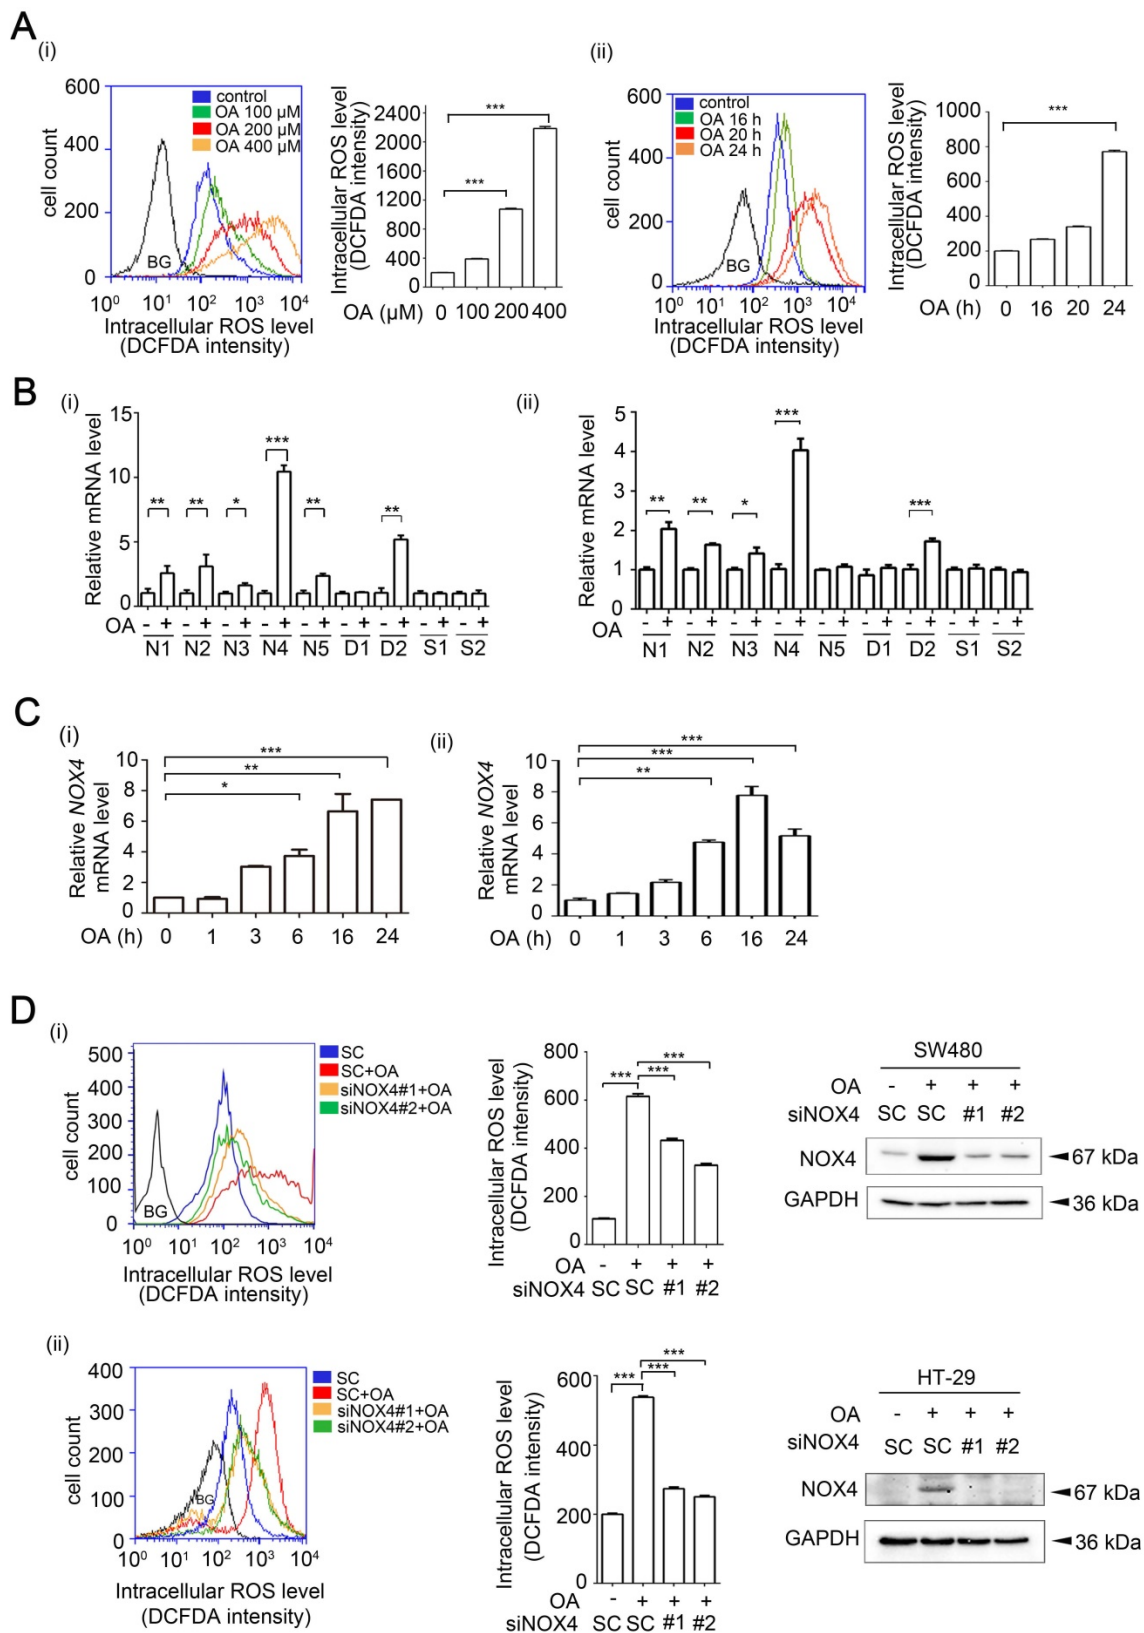 A
(i)
600
400
200
0
cell count
control
OA 100 µM
OA 200 µM
OA 400 µM
BG
10⁰ 10¹ 10² 10³ 10⁴
Intracellular ROS level
(DCFDA intensity)
Intracellular ROS level
(DCFDA intensity)
2400
2000
1600
1200
800
400
0
***
***
OA (µM) 0 100 200 400
(ii)
600
400
200
0
cell count
control
OA 16 h
OA 20 h
OA 24 h
BG
10⁰ 10¹ 10² 10³ 10⁴
Intracellular ROS level
(DCFDA intensity)
Intracellular ROS level
(DCFDA intensity)
1000
800
600
400
200
0
***
OA (h) 0 16 20 24
B
(i)
Relative mRNA level
15
10
5
0
** ** * *** ** **
OA - + - + - + - + - + - + - + - + - +
N1 N2 N3 N4 N5 D1 D2 S1 S2
(ii)
Relative mRNA level
5
4
3
2
1
0
** ** * *** ***
OA - + - + - + - + - + - + - + - + - +
N1 N2 N3 N4 N5 D1 D2 S1 S2
C
(i)
Relative NOX4
mRNA level
10
8
6
4
2
0
***
**
*
OA (h) 0 1 3 6 16 24
(ii)
Relative NOX4
mRNA level
10
8
6
4
2
0
***
***
**
OA (h) 0 1 3 6 16 24
D
(i)
500
400
300
200
100
0
cell count
SC
SC+OA
siNOX4#1+OA
siNOX4#2+OA
BG
10⁰ 10¹ 10² 10³ 10⁴
Intracellular ROS level
(DCFDA intensity)
Intracellular ROS level
(DCFDA intensity)
800
600
400
200
0
***
*** ***
OA - + + +
siNOX4 SC SC #1 #2
SW480
OA - + + +
siNOX4 SC SC #1 #2
NOX4 67 kDa
GAPDH 36 kDa
(ii)
400
300
200
100
0
cell count
SC
SC+OA
siNOX4#1+OA
siNOX4#2+OA
BG
10⁰ 10¹ 10² 10³ 10⁴
Intracellular ROS level
(DCFDA intensity)
Intracellular ROS level
(DCFDA intensity)
600
400
200
0
***
*** ***
OA - + + +
siNOX4 SC SC #1 #2
HT-29
OA - + + +
siNOX4 SC SC #1 #2
NOX4 67 kDa
GAPDH 36 kDa